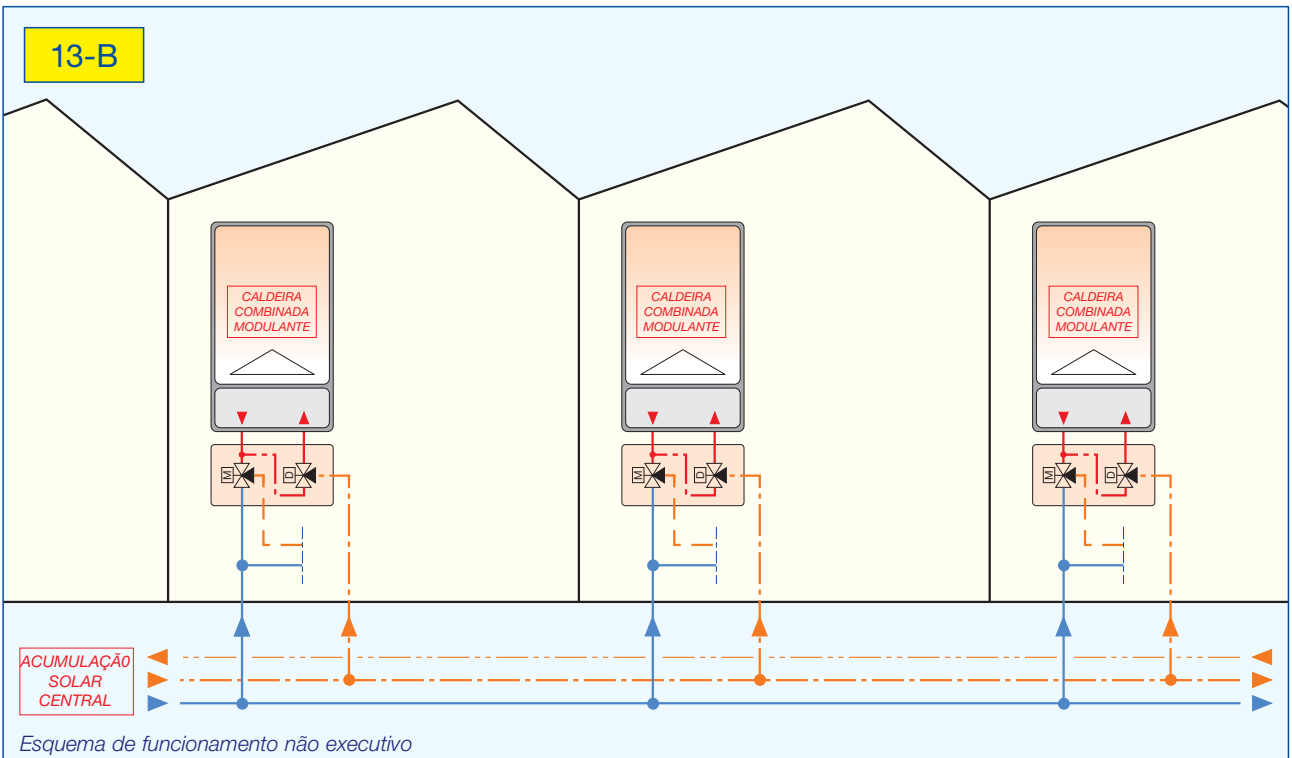 13-B
CALDEIRA
COMBINADA
MODULANTE
CALDEIRA
COMBINADA
MODULANTE
CALDEIRA
COMBINADA
MODULANTE
M
D
M
D
M
D
ACUMULAÇÃ0
SOLAR
CENTRAL
Esquema de funcionamento não executivo